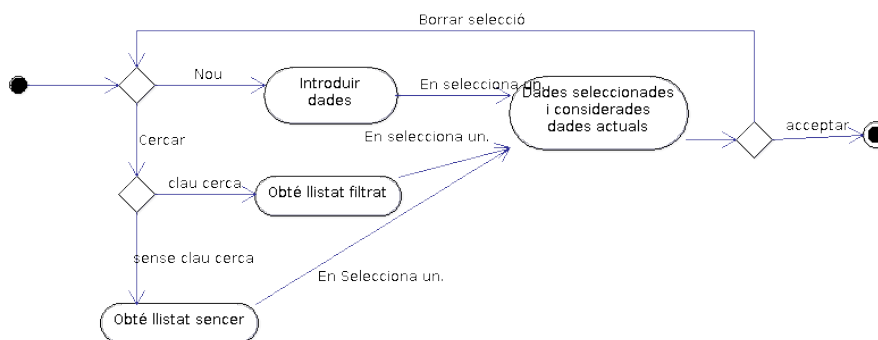 Borrar selecció
Nou
Introduir
dades
En selecciona un.
Dades seleccionades
i considerades
dades actuals
acceptar
Cercar
En selecciona un.
clau cerca.
Obté llistat filtrat
sense clau cerca
En Selecciona un.
Obté llistat sencer